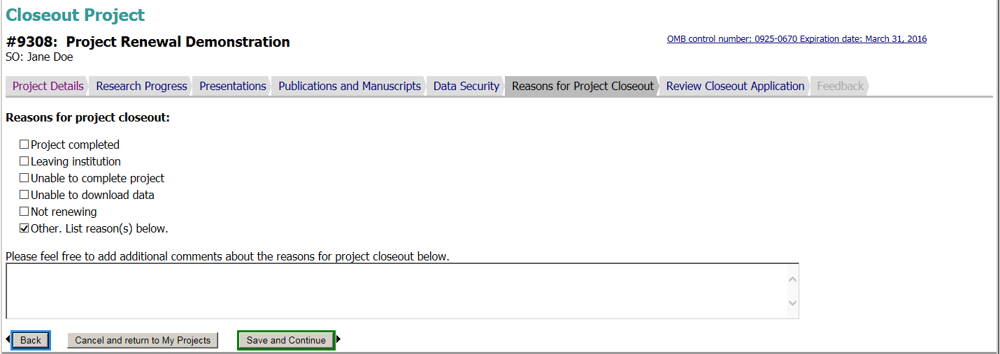 Closeout Project
#9308: Project Renewal Demonstration
OMB control number: 0925-0670 Expiration date: March 31, 2016
SO: Jane Doe
Project Details Research Progress Presentations Publications and Manuscripts Data Security Reasons for Project Closeout Review Closeout Application Feedback
Reasons for project closeout:
Project completed
Leaving institution
Unable to complete project
Unable to download data
Not renewing
Other. List reason(s) below.
Please feel free to add additional comments about the reasons for project closeout below.
Back Cancel and return to My Projects Save and Continue